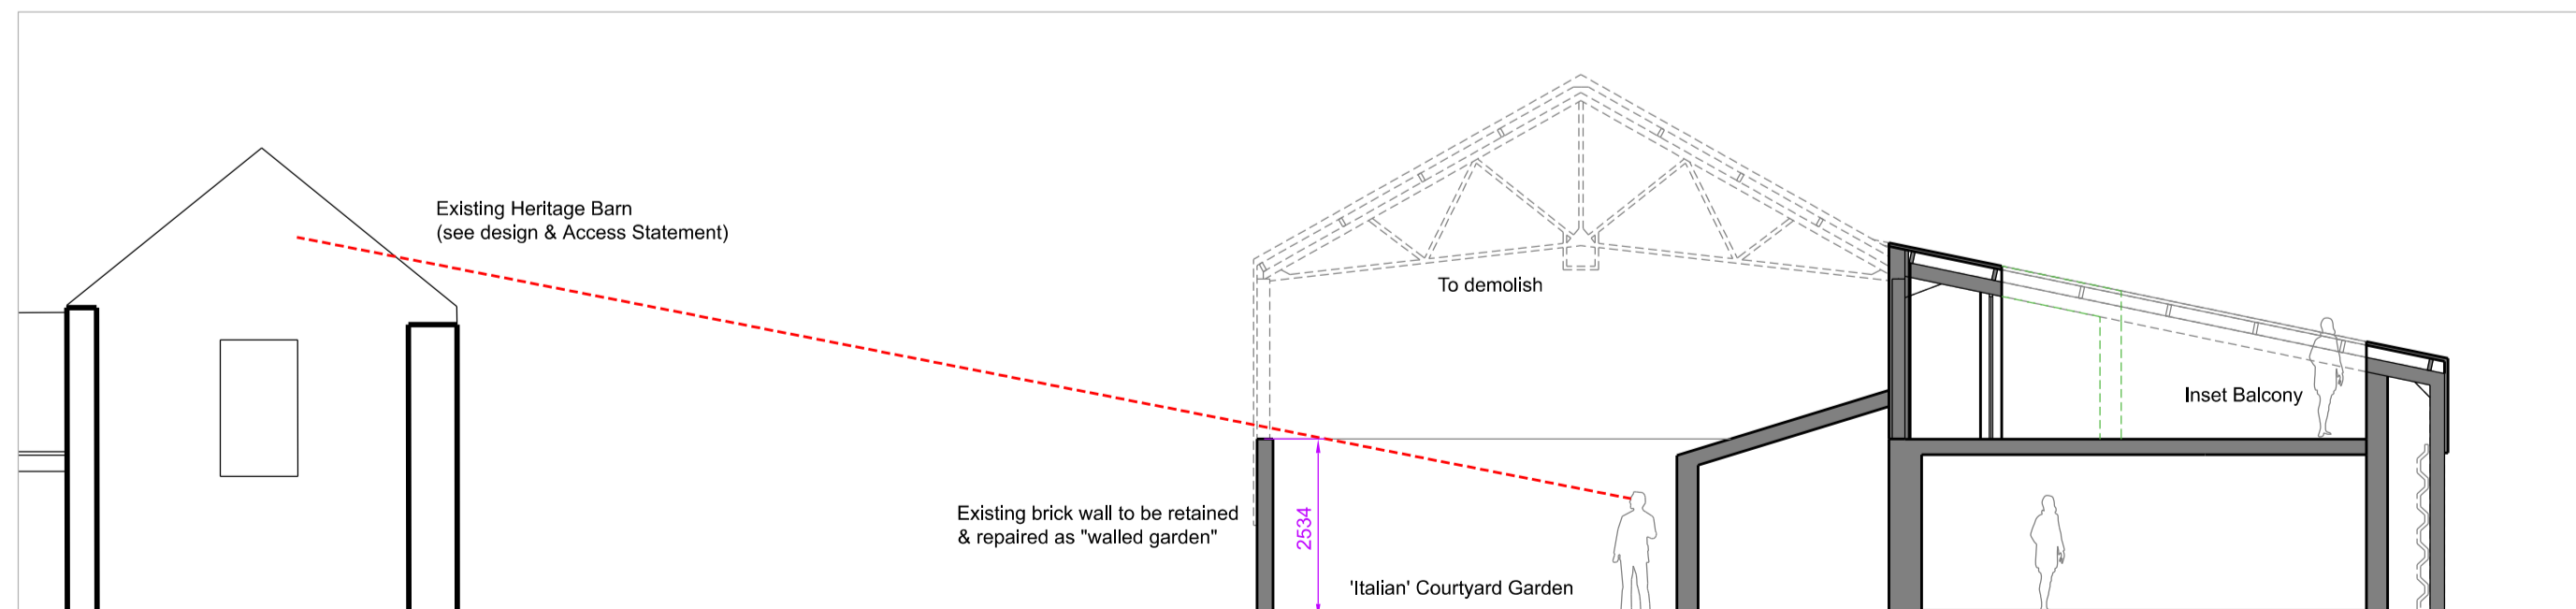 Existing Heritage Barn
(see design & Access Statement)
To demolish
Inset Balcony
Existing brick wall to be retained
& repaired as "walled garden"
2534
'Italian' Courtyard Garden